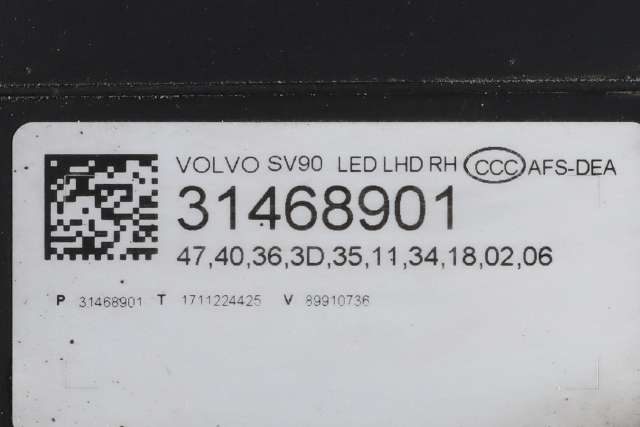 VOLVO SV90 LED LHD RH CCC AFS-DEA
31468901
47,40,36,3D,35,11,34,18,02,06
P 31468901 T 1711224425 V 89910736